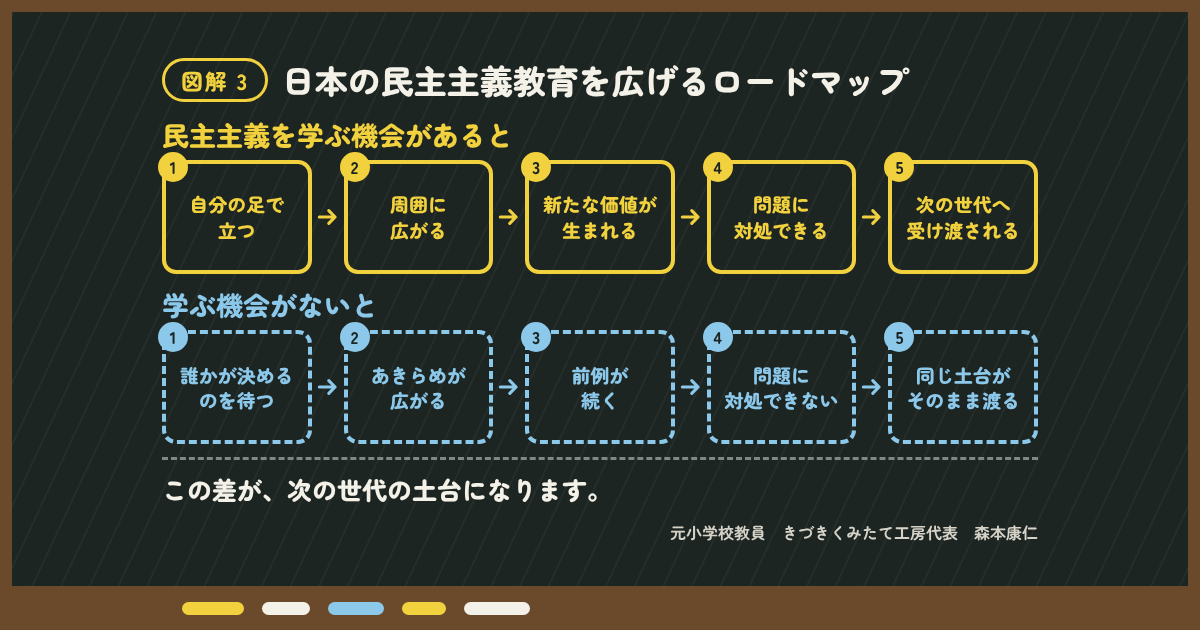 図解 3
日本の民主主義教育を広げるロードマップ
民主主義を学ぶ機会があると
1
自分の足で
立つ
2
周囲に
広がる
3
新たな価値が
生まれる
4
問題に
対処できる
5
次の世代へ
受け渡される
学ぶ機会がないと
1
誰かが決める
のを待つ
2
あきらめが
広がる
3
前例が
続く
4
問題に
対処できない
5
同じ土台が
そのまま渡る
この差が、次の世代の土台になります。
元小学校教員　きづきくみたて工房代表　森本康仁